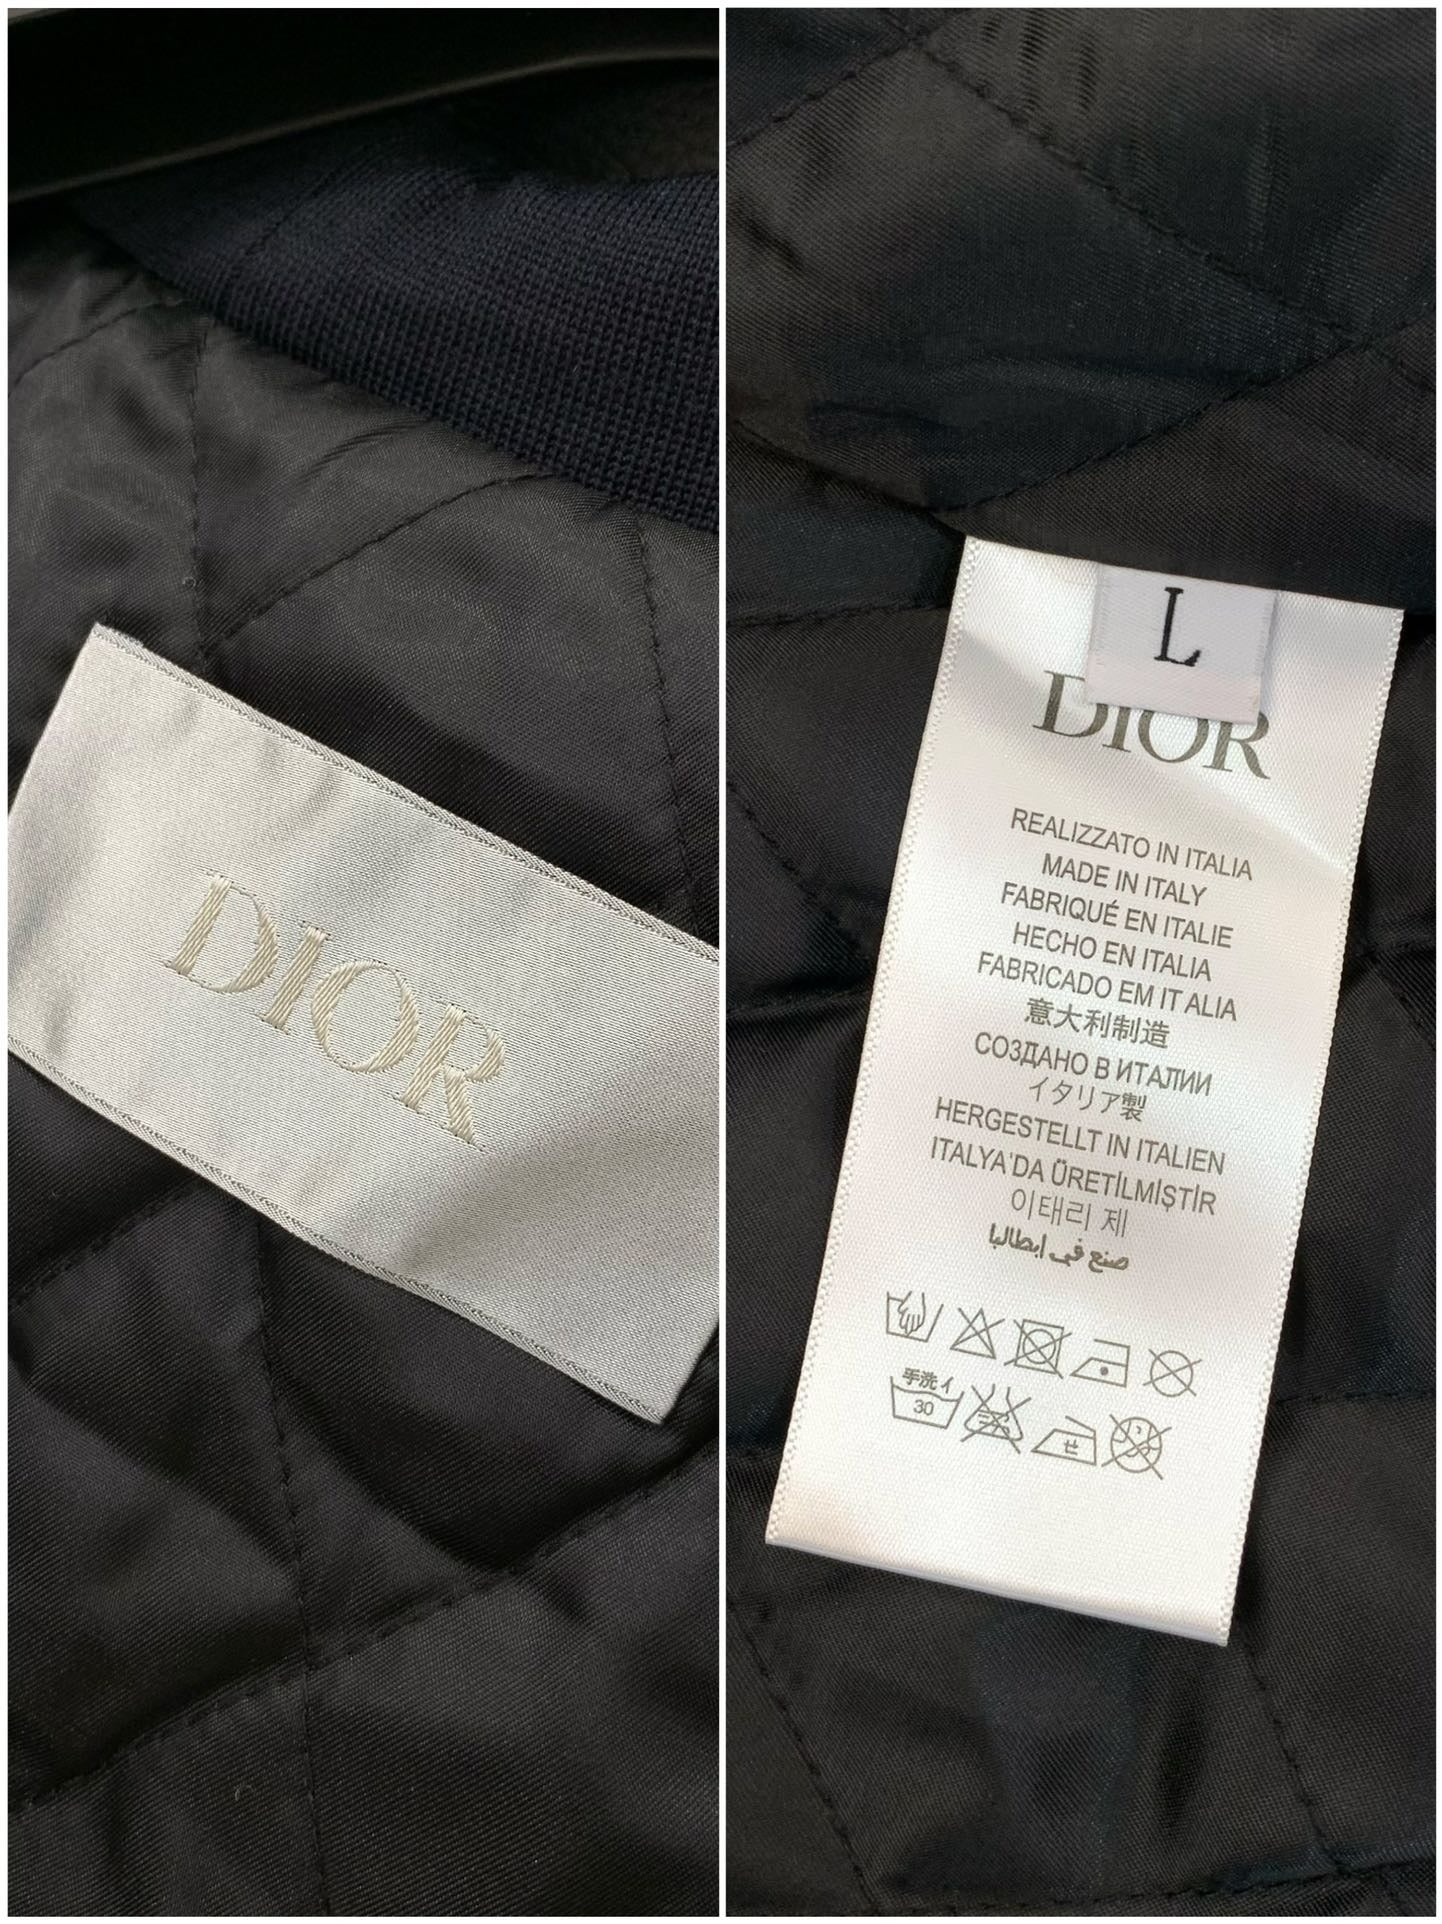 DIOR
L
DIOR
REALIZZATO IN ITALIA
MADE IN ITALY
FABRIQUÉ EN ITALIE
HECHO EN ITALIA
FABRICADO EM IT ALIA
意大利制造
СОЗДАНО В ИТАЛИИ
イタリア製
HERGESTELLT IN ITALIEN
ITALYA'DA ÜRETİLMİŞTİR
이태리 제
صنع في ايطاليا
手洗イ
30
セ